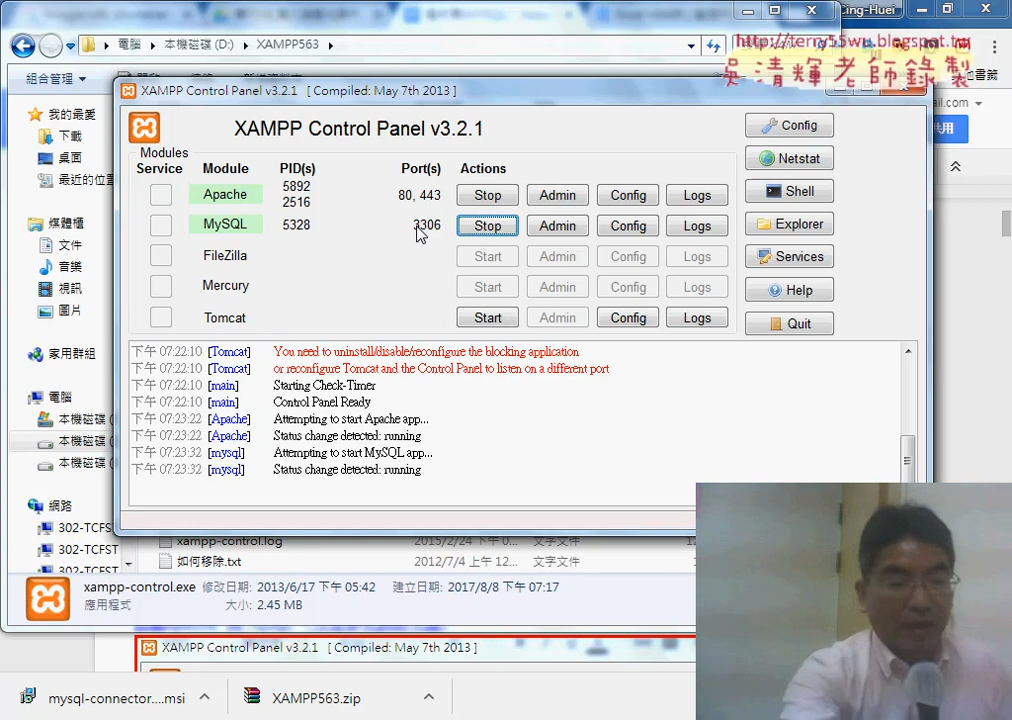 Cing-Huei
電腦 本機磁碟 (D:) XAMPP563
http://terry55wu.blogspot.tw
吳清輝老師錄製
組合管理
XAMPP Control Panel v3.2.1 [ Compiled: May 7th 2013 ]
我的最愛
下載
桌面
最近的位置
媒體櫃
文件
音樂
視訊
圖片
家用群組
電腦
本機磁碟 (
本機磁碟 (
本機磁碟 (
網路
302-TCFST
302-TCFST
302-TCFST
XAMPP Control Panel v3.2.1
Modules
Service Module PID(s) Port(s) Actions
Apache 5892 2516 80, 443 Stop Admin Config Logs
MySQL 5328 3306 Stop Admin Config Logs
FileZilla Start Admin Config Logs
Mercury Start Admin Config Logs
Tomcat Start Admin Config Logs
Config
Netstat
Shell
Explorer
Services
Help
Quit
下午 07:22:10 [Tomcat] You need to uninstall/disable/reconfigure the blocking application
下午 07:22:10 [Tomcat] or reconfigure Tomcat and the Control Panel to listen on a different port
下午 07:22:10 [main] Starting Check-Timer
下午 07:22:10 [main] Control Panel Ready
下午 07:23:22 [Apache] Attempting to start Apache app...
下午 07:23:22 [Apache] Status change detected: running
下午 07:23:32 [mysql] Attempting to start MySQL app...
下午 07:23:32 [mysql] Status change detected: running
xampp-control.log 2015/2/24 下午 文字文件
如何移除.txt 2012/7/4 上午 12... 文字文件
xampp-control.exe 修改日期: 2013/6/17 下午 05:42 建立日期: 2017/8/8 下午 07:17
應用程式 大小: 2.45 MB
XAMPP Control Panel v3.2.1 [ Compiled: May 7th 2013 ]
mysql-connector....msi
XAMPP563.zip